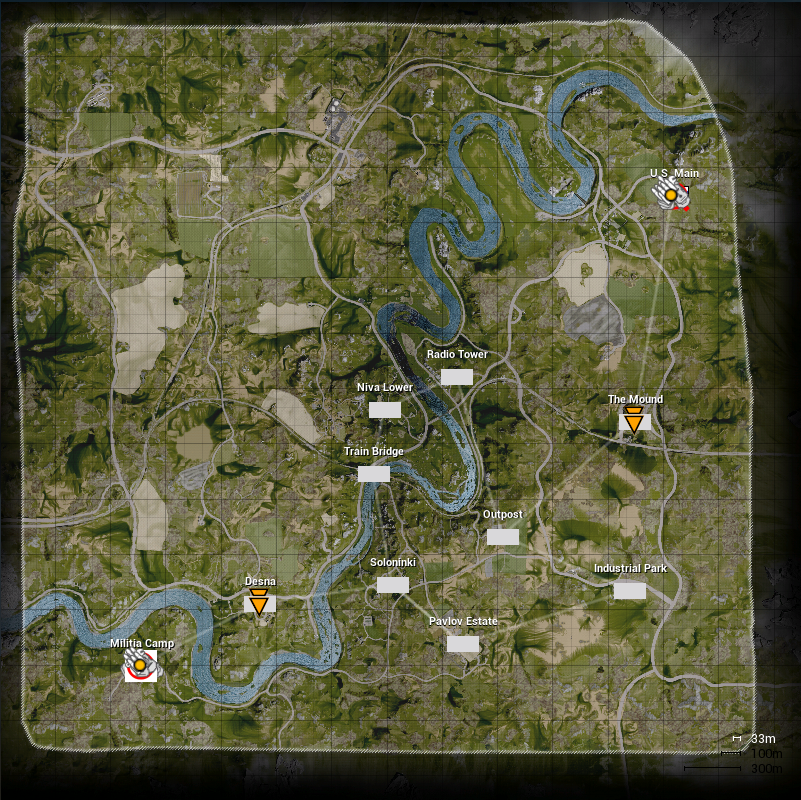 U.S. Main
Radio Tower
Niva Lower
The Mound
Train Bridge
Outpost
Soloninki
Industrial Park
Desna
Pavlov Estate
Militia Camp
33m
100m
300m